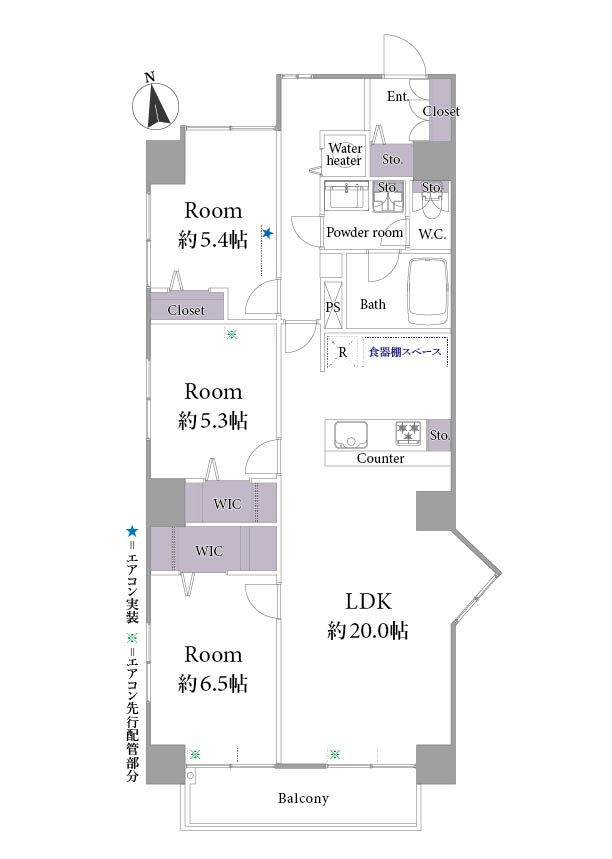 N
Ent.
Closet
Water
heater
Sto.
Sto.
Sto.
Room
約5.4帖
★
Powder room
W.C.
Closet
PS
Bath
※
R
食器棚スペース
Room
約5.3帖
Sto.
Counter
WIC
WIC
★=エアコン実装 ※=エアコン先行配管部分
LDK
約20.0帖
Room
約6.5帖
※
※
Balcony